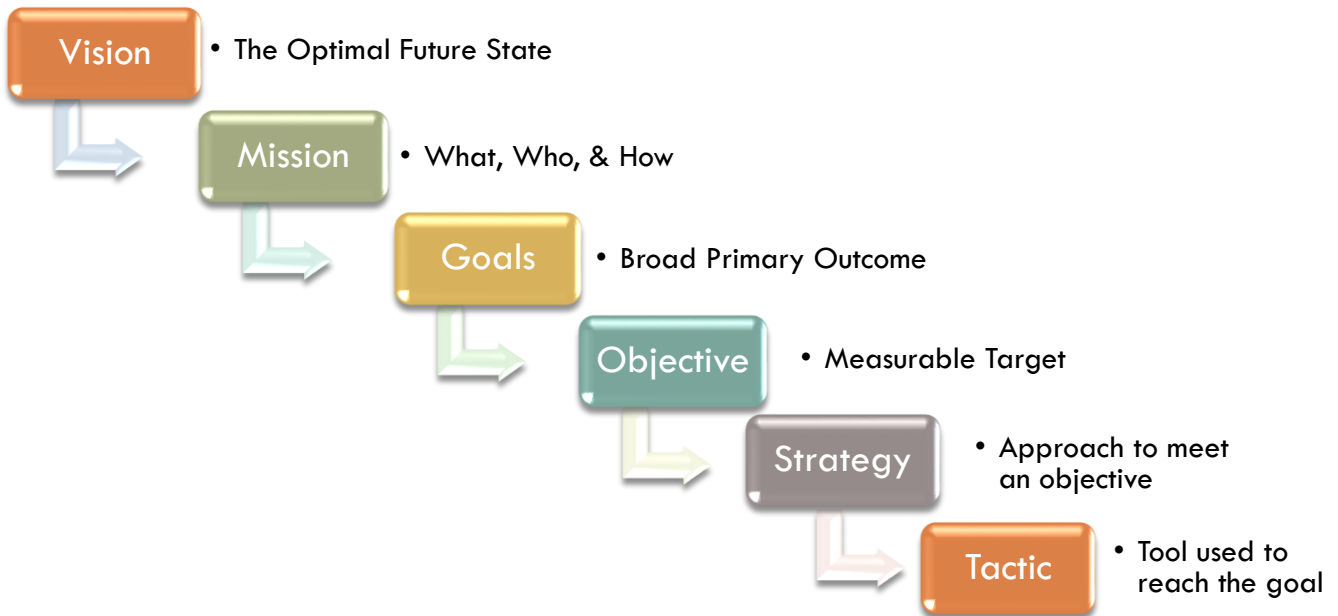 Vision
• The Optimal Future State
Mission
• What, Who, & How
Goals
• Broad Primary Outcome
Objective
• Measurable Target
Strategy
• Approach to meet
an objective
Tactic
• Tool used to
reach the goal